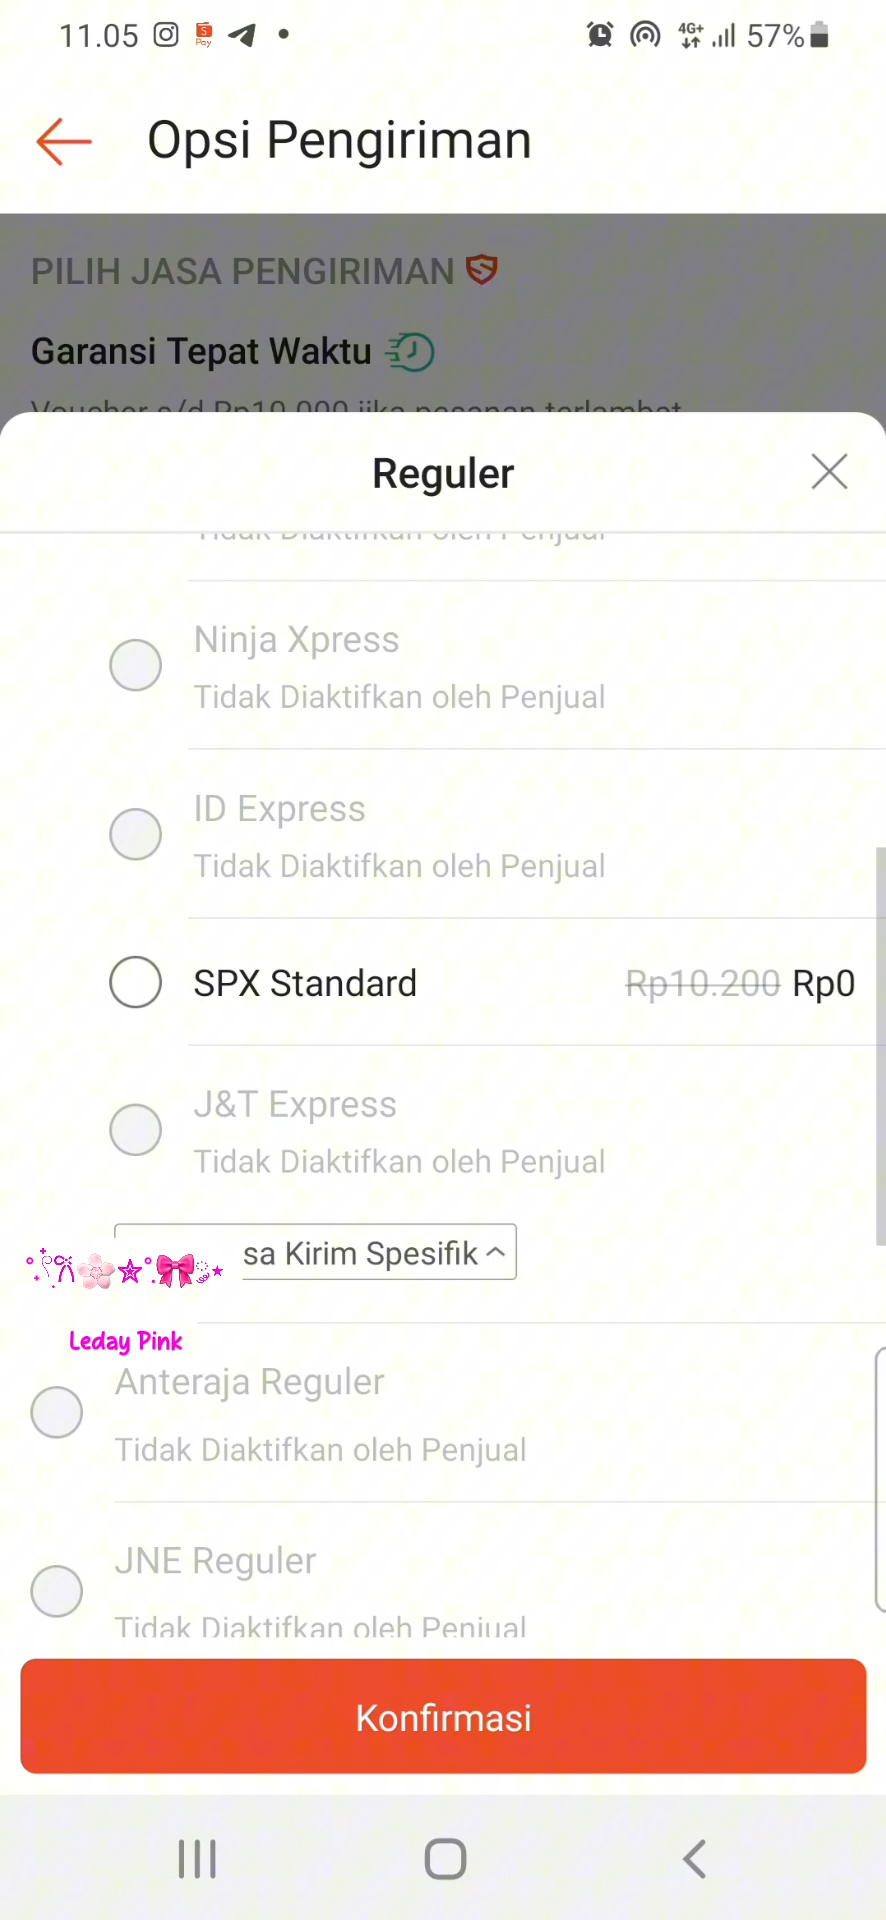 11.05
Pay
4G+
57%
Opsi Pengiriman
PILIH JASA PENGIRIMAN
Garansi Tepat Waktu
Voucher s/d Rp10.000 jika pesanan terlambat
Reguler
Tidak Diaktifkan oleh Penjual
Ninja Xpress
Tidak Diaktifkan oleh Penjual
ID Express
Tidak Diaktifkan oleh Penjual
SPX Standard Rp10.200 Rp0
J&T Express
Tidak Diaktifkan oleh Penjual
sa Kirim Spesifik
Leday Pink
Anteraja Reguler
Tidak Diaktifkan oleh Penjual
JNE Reguler
Tidak Diaktifkan oleh Penjual
Konfirmasi